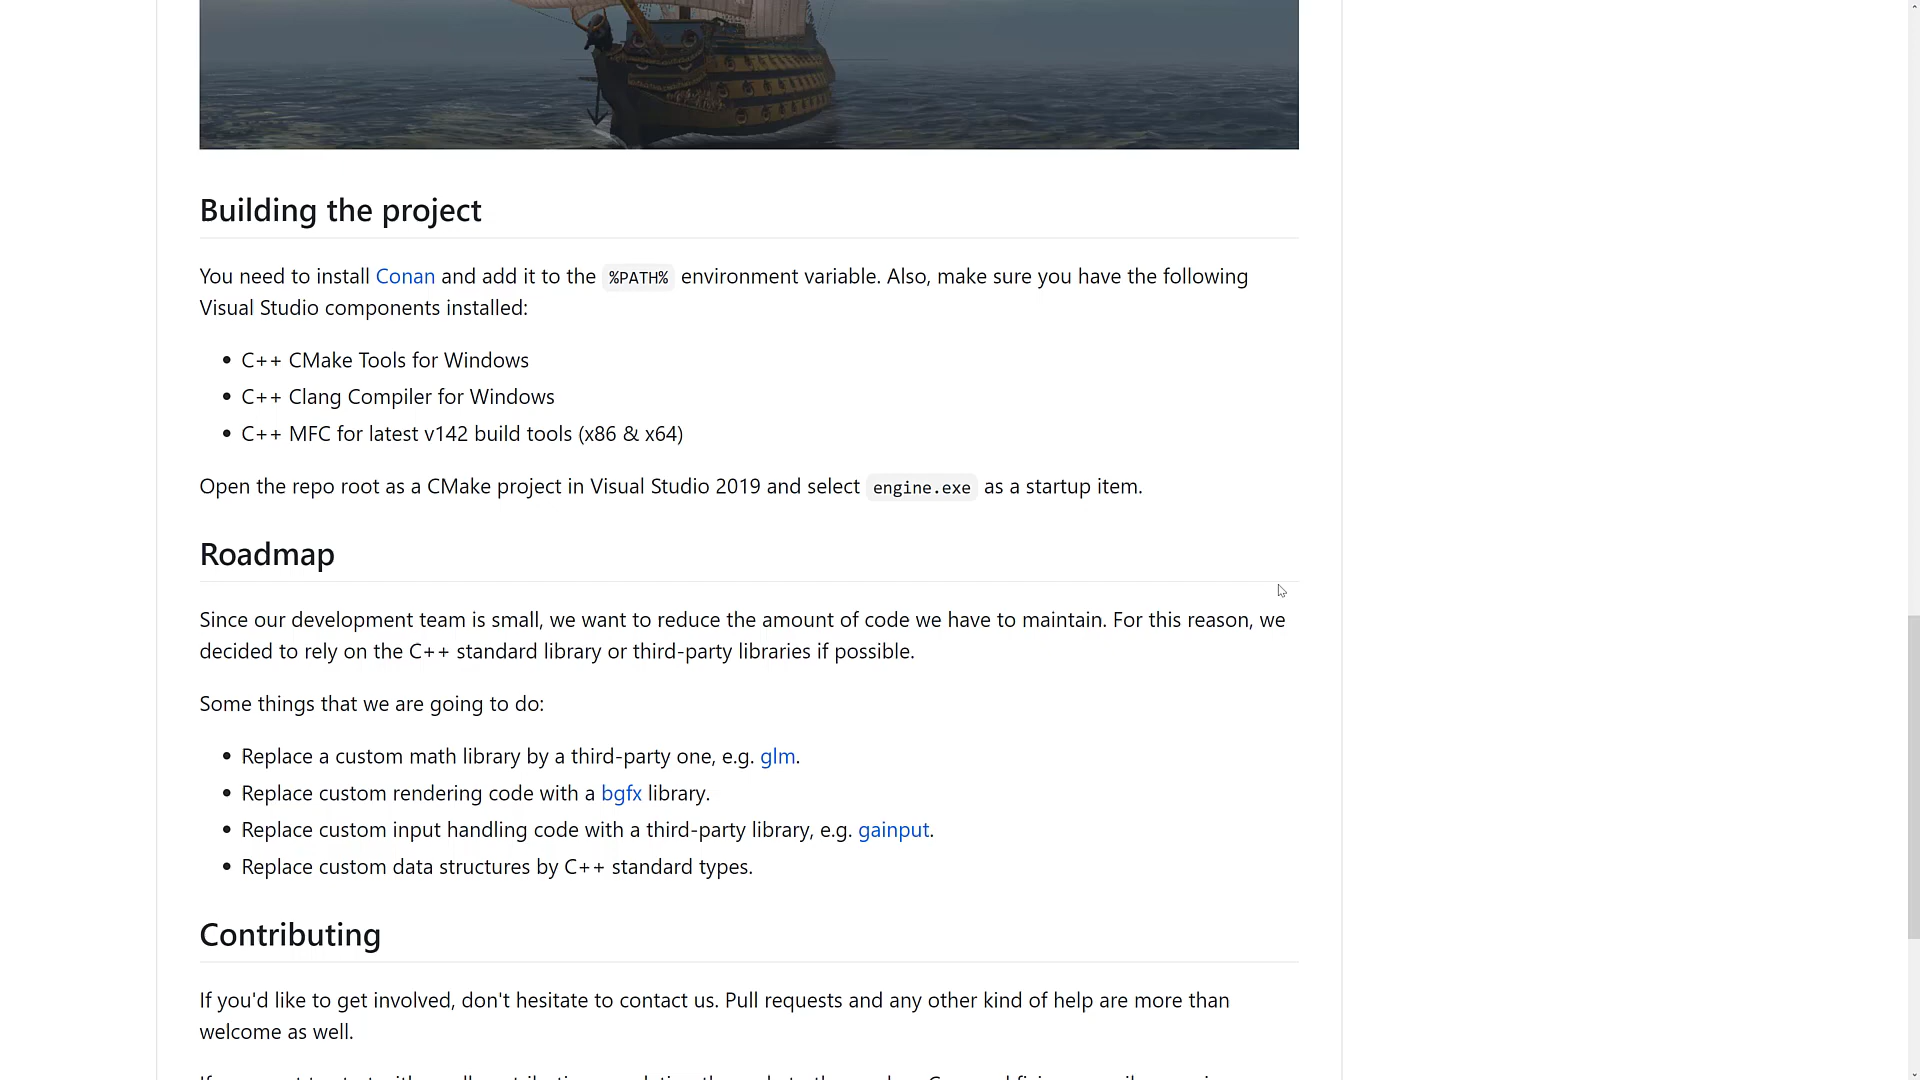 Building the project
You need to install Conan and add it to the %PATH% environment variable. Also, make sure you have the following
Visual Studio components installed:
• C++ CMake Tools for Windows
• C++ Clang Compiler for Windows
• C++ MFC for latest v142 build tools (x86 & x64)
Open the repo root as a CMake project in Visual Studio 2019 and select engine.exe as a startup item.
Roadmap
Since our development team is small, we want to reduce the amount of code we have to maintain. For this reason, we
decided to rely on the C++ standard library or third-party libraries if possible.
Some things that we are going to do:
• Replace a custom math library by a third-party one, e.g. glm.
• Replace custom rendering code with a bgfx library.
• Replace custom input handling code with a third-party library, e.g. gainput.
• Replace custom data structures by C++ standard types.
Contributing
If you'd like to get involved, don't hesitate to contact us. Pull requests and any other kind of help are more than
welcome as well.